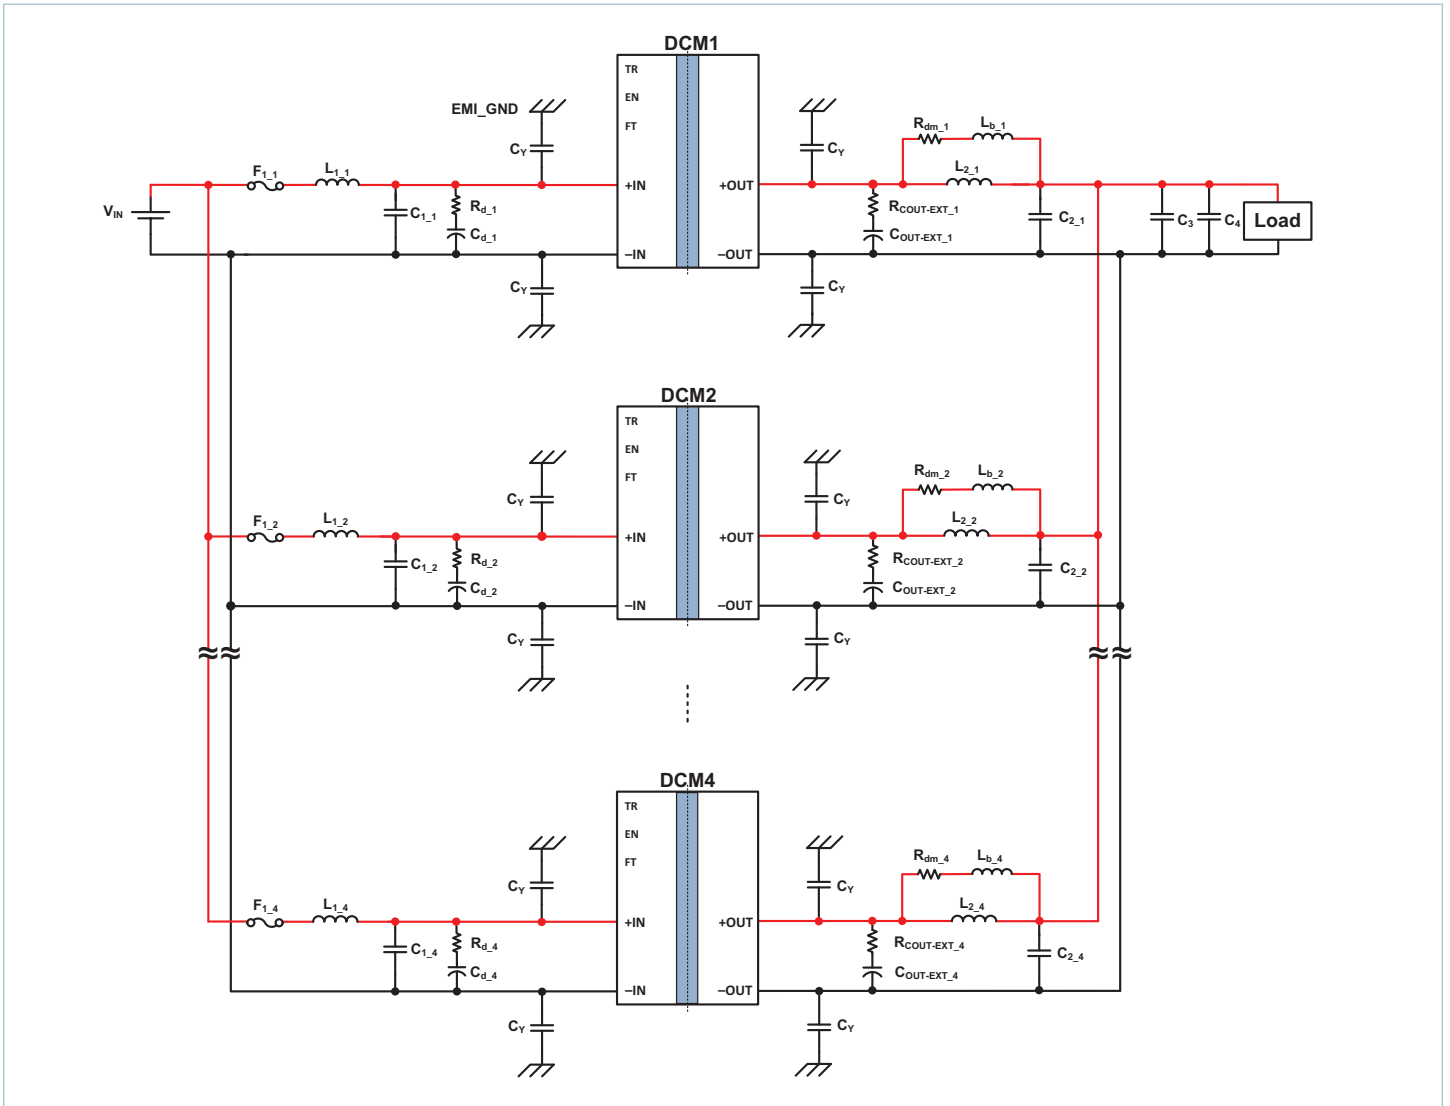 DCM1
TR
EN
FT
+IN
–IN
+OUT
–OUT
EMI_GND
CY
CY
VIN
F1_1
L1_1
C1_1
Rd_1
Cd_1
CY
CY
Rdm_1
Lb_1
L2_1
RCOUT-EXT_1
COUT-EXT_1
C2_1
C3
C4
Load
DCM2
TR
EN
FT
+IN
–IN
+OUT
–OUT
CY
CY
F1_2
L1_2
C1_2
Rd_2
Cd_2
CY
CY
Rdm_2
Lb_2
L2_2
RCOUT-EXT_2
COUT-EXT_2
C2_2
DCM4
TR
EN
FT
+IN
–IN
+OUT
–OUT
CY
CY
F1_4
L1_4
C1_4
Rd_4
Cd_4
CY
CY
Rdm_4
Lb_4
L2_4
RCOUT-EXT_4
COUT-EXT_4
C2_4